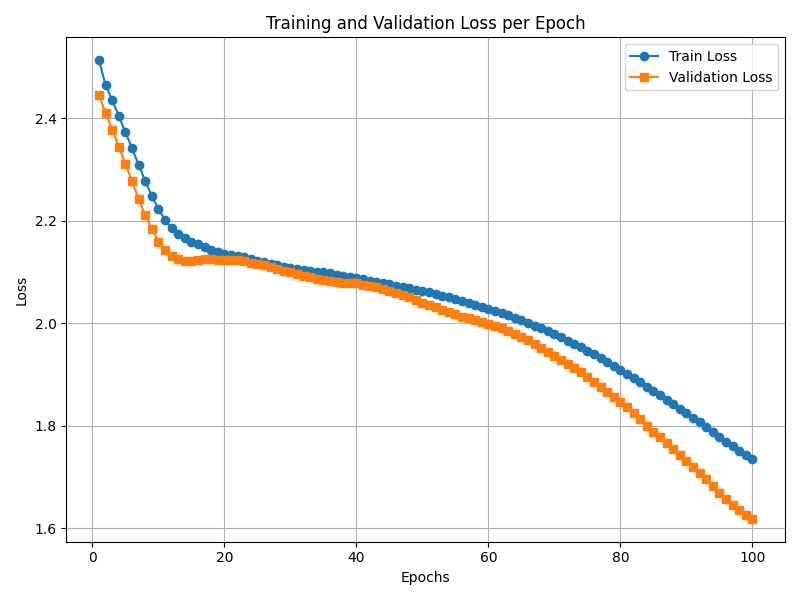 Training and Validation Loss per Epoch
Train Loss
Validation Loss
2.4
2.2
2.0
1.8
1.6
Loss
0 20 40 60 80 100
Epochs